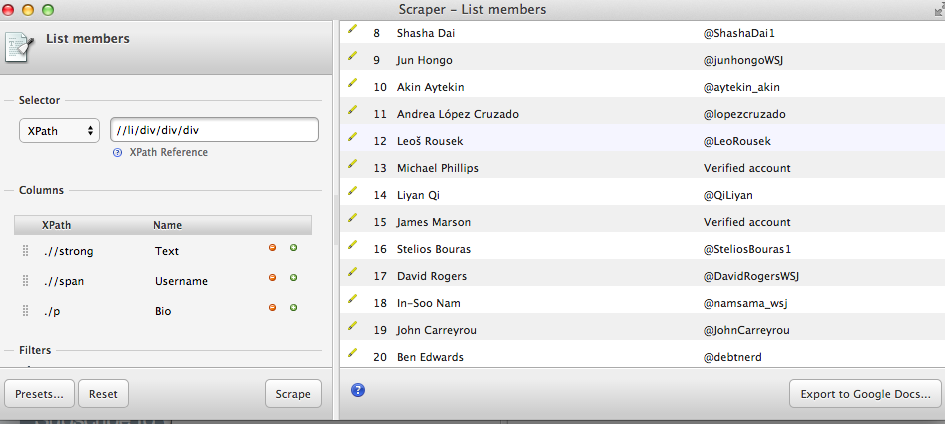 Scraper – List members
List members
Selector
XPath
//li/div/div/div
? XPath Reference
Columns
XPath Name
.//strong Text
.//span Username
./p Bio
Filters
Presets... Reset Scrape
8 Shasha Dai @ShashaDai1
9 Jun Hongo @junhongoWSJ
10 Akin Aytekin @aytekin_akin
11 Andrea López Cruzado @lopezcruzado
12 Leoš Rousek @LeoRousek
13 Michael Phillips Verified account
14 Liyan Qi @QiLiyan
15 James Marson Verified account
16 Stelios Bouras @SteliosBouras1
17 David Rogers @DavidRogersWSJ
18 In-Soo Nam @namsama_wsj
19 John Carreyrou @JohnCarreyrou
20 Ben Edwards @debtnerd
? Export to Google Docs...